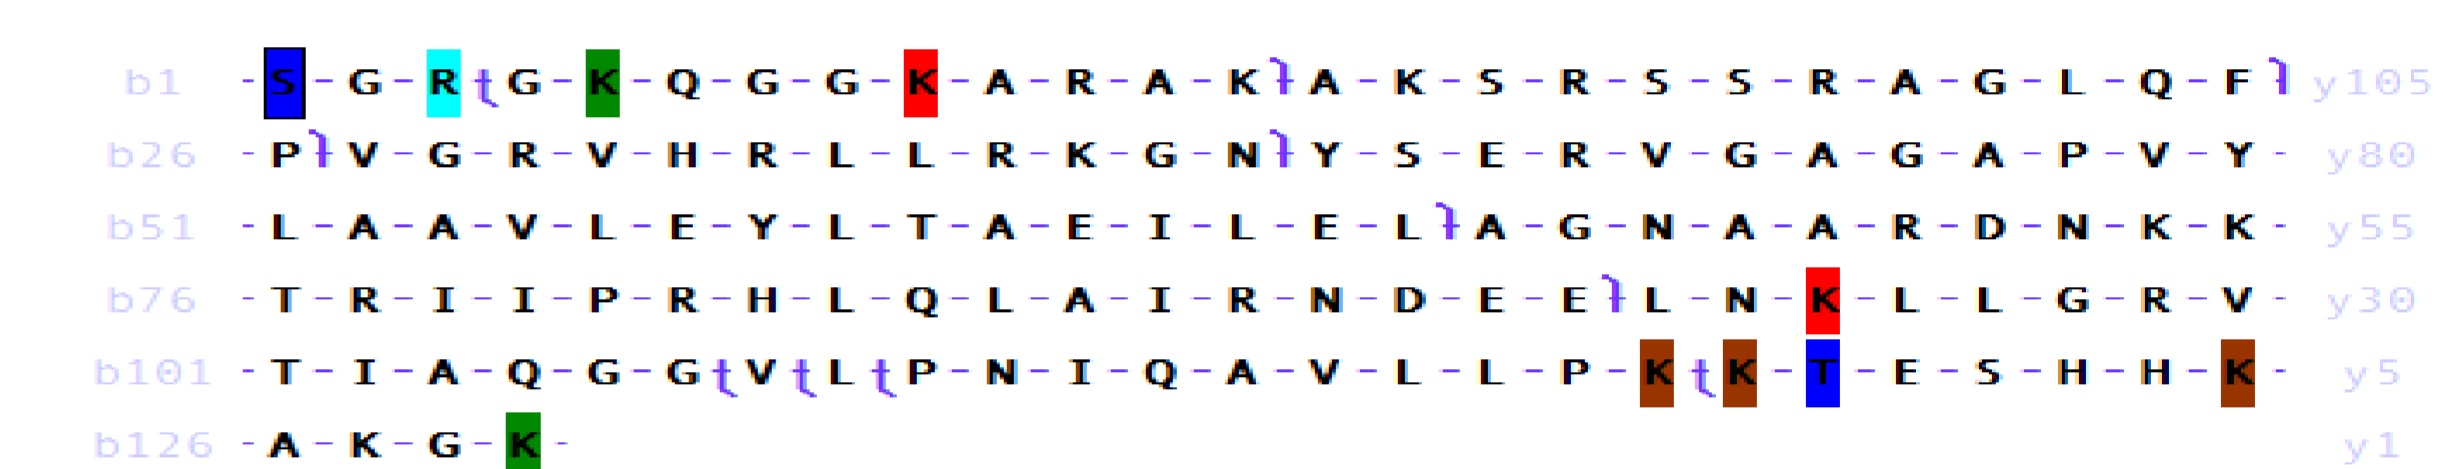 b1 -S-G-R-G-K-Q-G-G-K-A-R-A-K-A-K-S-R-S-S-R-A-G-L-Q-F y105
b26 -P-V-G-R-V-H-R-L-L-R-K-G-N-Y-S-E-R-V-G-A-G-A-P-V-Y- y80
b51 -L-A-A-V-L-E-Y-L-T-A-E-I-L-E-L-A-G-N-A-A-R-D-N-K-K- y55
b76 -T-R-I-I-P-R-H-L-Q-L-A-I-R-N-D-E-E-L-N-K-L-L-G-R-V- y30
b101 -T-I-A-Q-G-G-V-L-P-N-I-Q-A-V-L-L-P-K-K-T-E-S-H-H-K- y5
b126 -A-K-G-K- y1